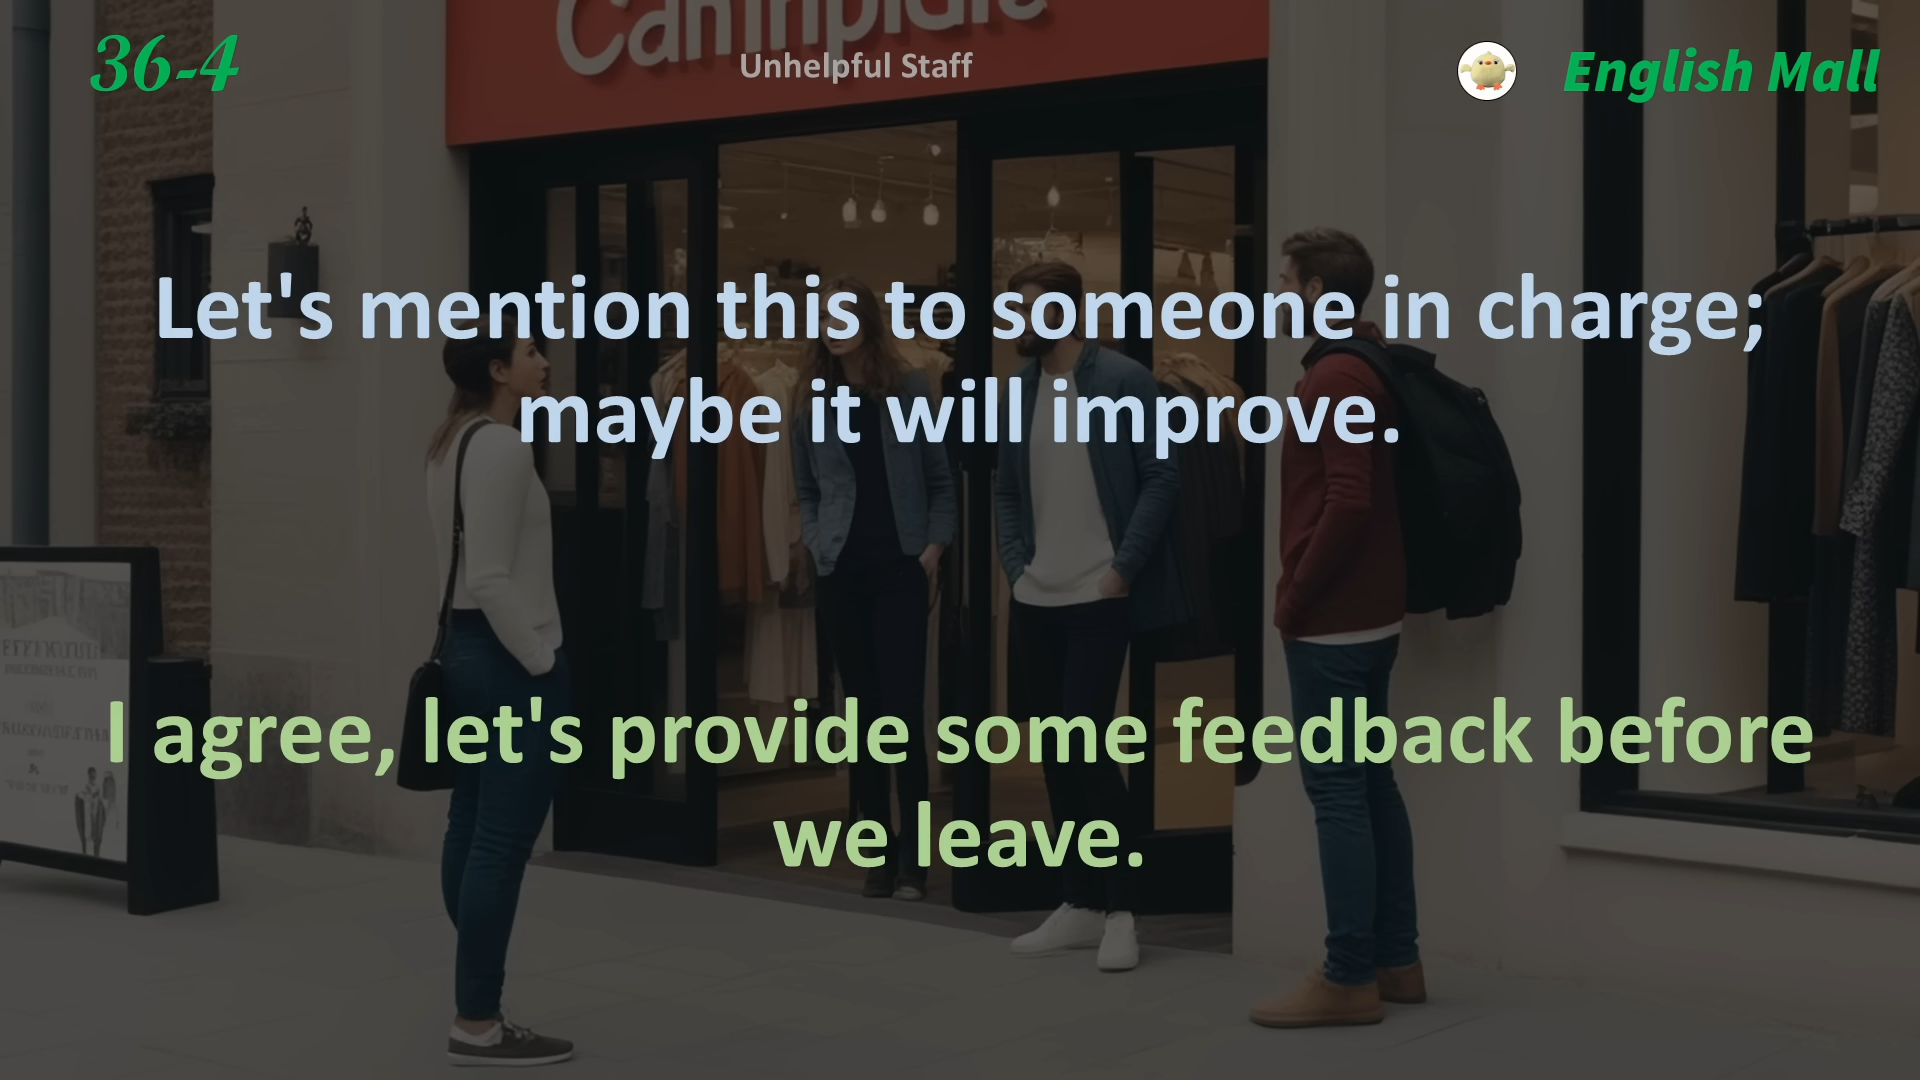 36-4
Unhelpful Staff
English Mall
Let's mention this to someone in charge;
maybe it will improve.
I agree, let's provide some feedback before
we leave.